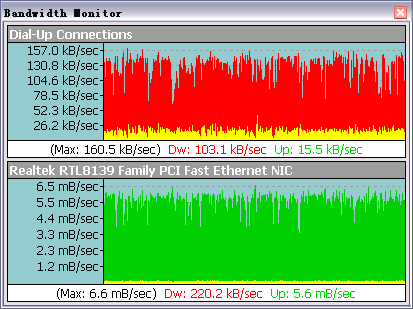 Bandwidth Monitor
Dial-Up Connections
157.0 kB/sec
130.8 kB/sec
104.6 kB/sec
78.5 kB/sec
52.3 kB/sec
26.2 kB/sec
(Max: 160.5 kB/sec) Dw: 103.1 kB/sec Up: 15.5 kB/sec
Realtek RTL8139 Family PCI Fast Ethernet NIC
6.5 mB/sec
5.4 mB/sec
4.4 mB/sec
3.3 mB/sec
2.3 mB/sec
1.2 mB/sec
(Max: 6.6 mB/sec) Dw: 220.2 kB/sec Up: 5.6 mB/sec